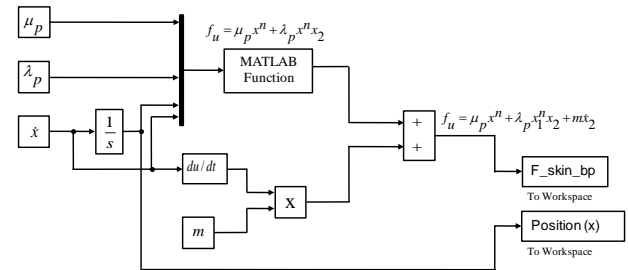 μ_p
f_u = μ_p x^n + λ_p x^n x_2
MATLAB
Function
λ_p
ẋ
1
s
+
+
f_u = μ_p x^n + λ_p x_1^n x_2 + mẋ_2
du/dt
F_skin_bp
To Workspace
X
m
Position (x)
To Workspace